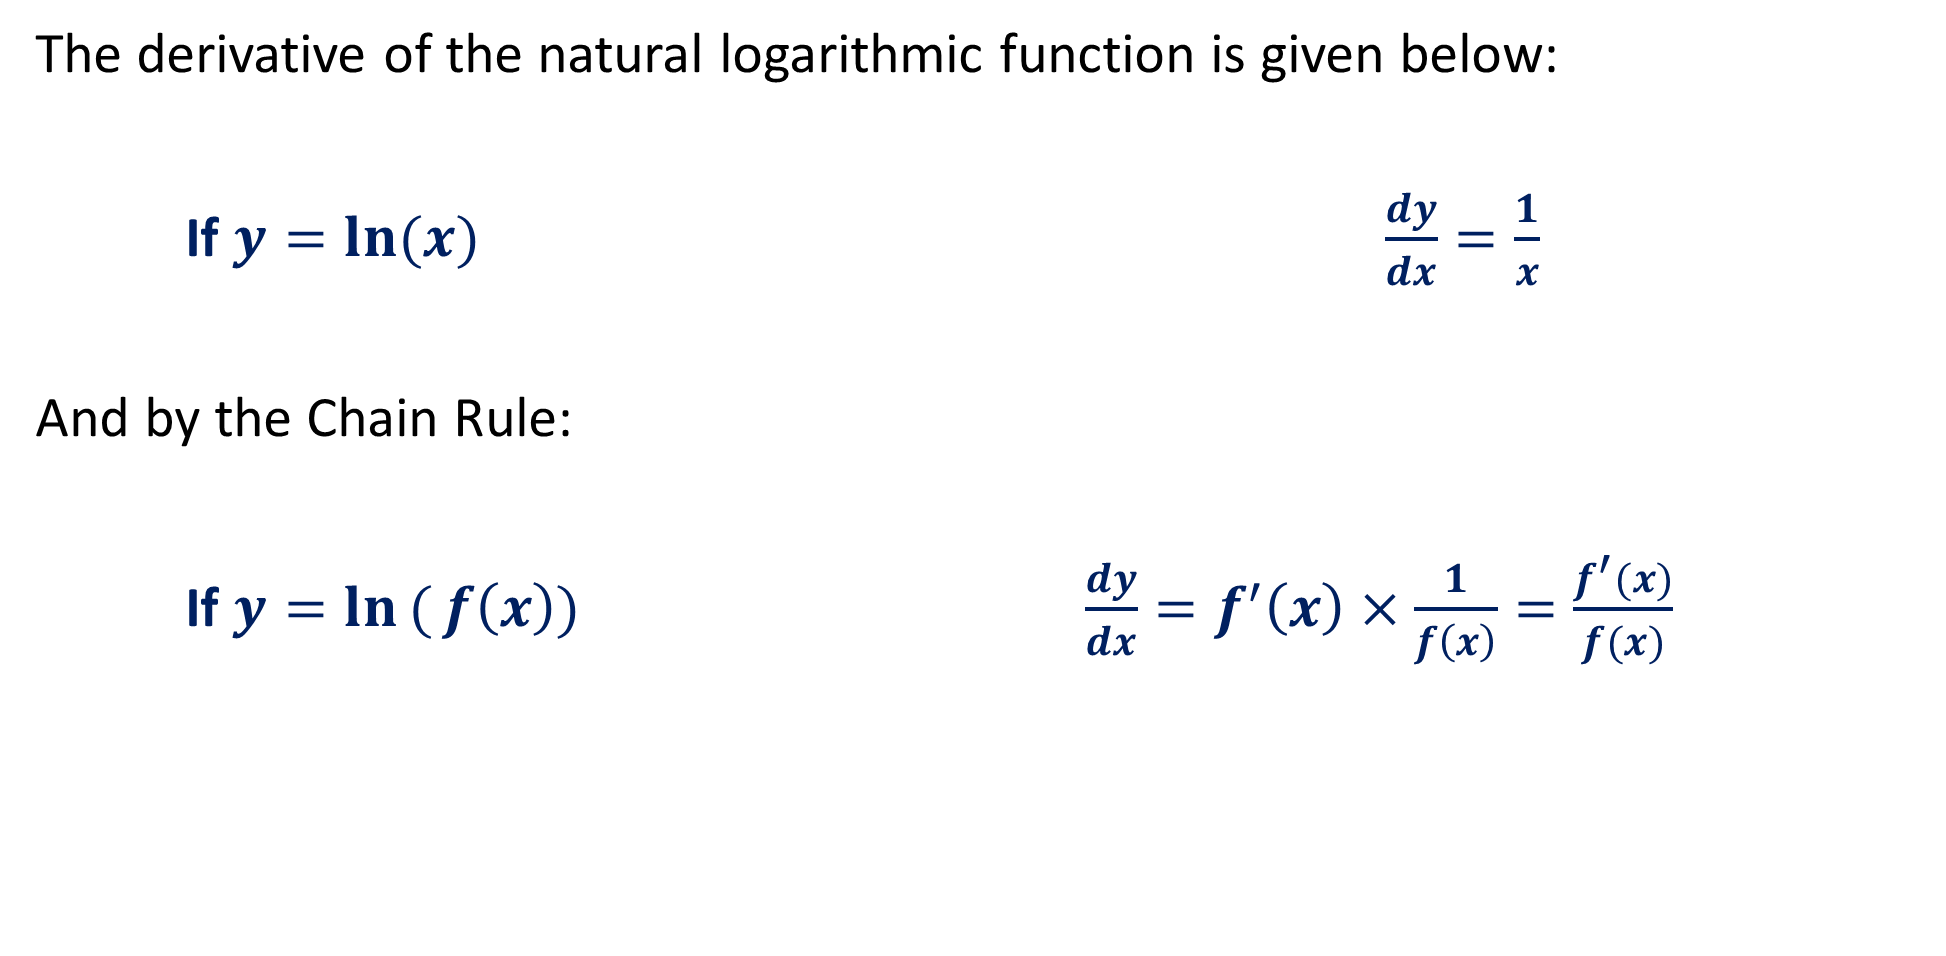 The derivative of the natural logarithmic function is given below:
If y = ln(x) dy/dx = 1/x
And by the Chain Rule:
If y = ln ( f(x)) dy/dx = f′(x) × 1/f(x) = f′(x)/f(x)